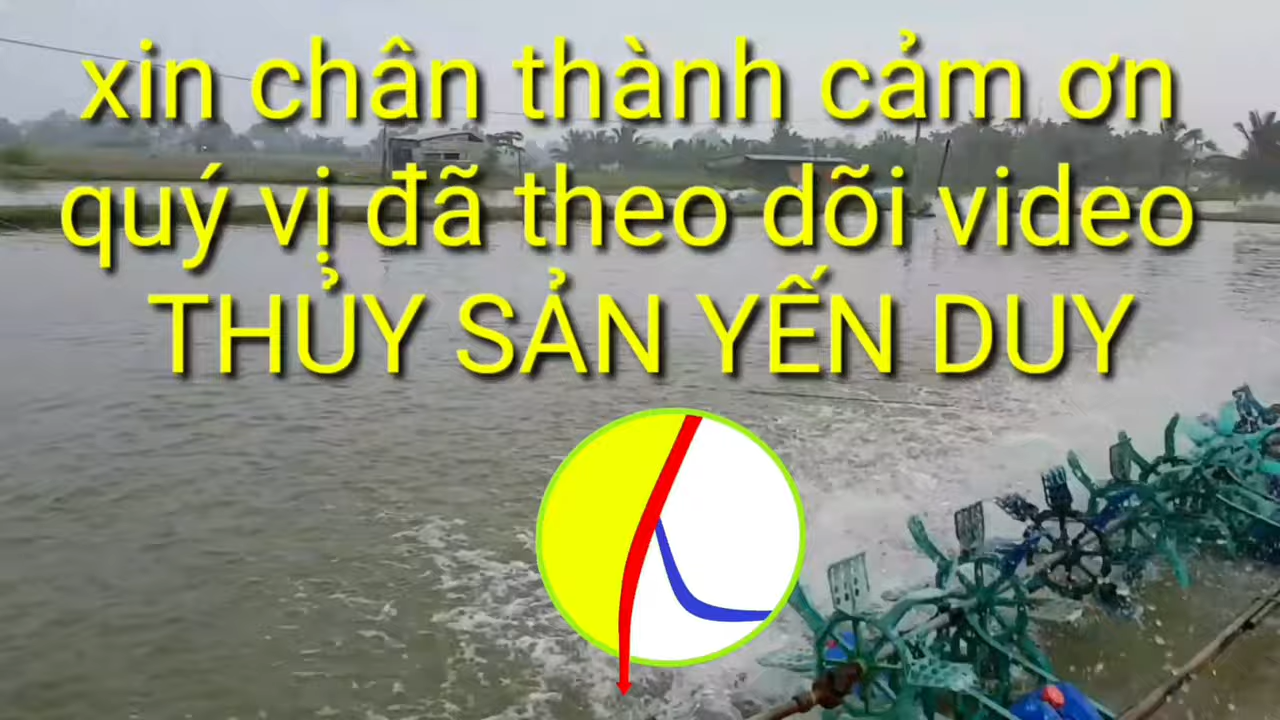 xin chân thành cảm ơn
quý vị đã theo dõi video
THỦY SẢN YẾN DUY